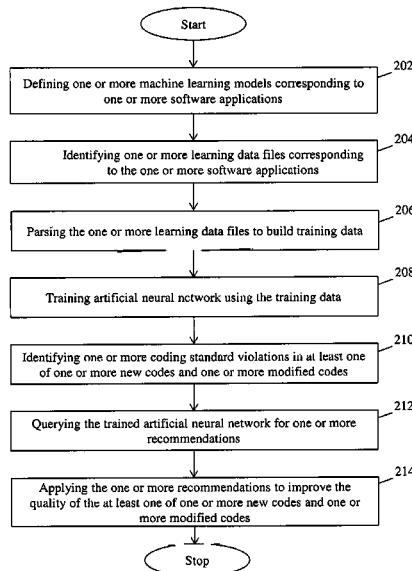 Start
202
Defining one or more machine learning models corresponding to
one or more software applications
204
Identifying one or more learning data files corresponding
to the one or more software applications
206
Parsing the one or more learning data files to build training data
208
Training artificial neural network using the training data
210
Identifying one or more coding standard violations in at least one
of one or more new codes and one or more modified codes
212
Querying the trained artificial neural network for one or more
recommendations
214
Applying the one or more recommendations to improve the
quality of the at least one of one or more new codes and one or
more modified codes
Stop